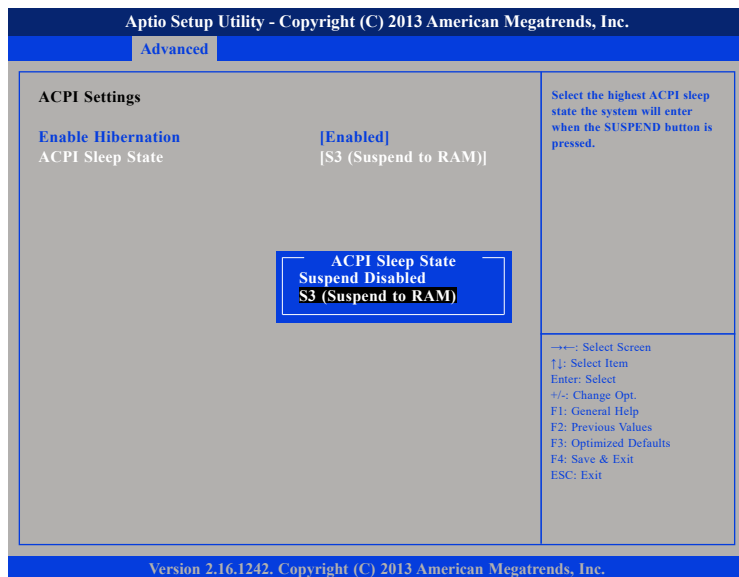 Aptio Setup Utility - Copyright (C) 2013 American Megatrends, Inc.
Advanced
ACPI Settings
Enable Hibernation [Enabled]
ACPI Sleep State [S3 (Suspend to RAM)]
ACPI Sleep State
Suspend Disabled
S3 (Suspend to RAM)
Select the highest ACPI sleep
state the system will enter
when the SUSPEND button is
pressed.
→←: Select Screen
↑↓: Select Item
Enter: Select
+/-: Change Opt.
F1: General Help
F2: Previous Values
F3: Optimized Defaults
F4: Save & Exit
ESC: Exit
Version 2.16.1242. Copyright (C) 2013 American Megatrends, Inc.